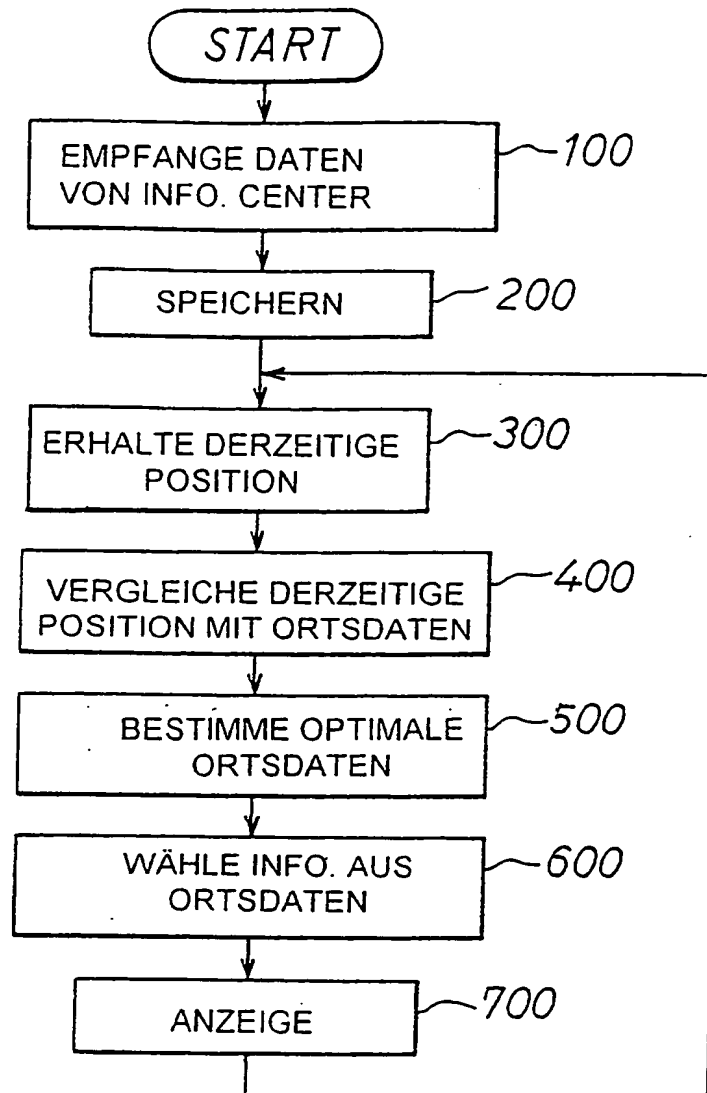 START
EMPFANGE DATEN
VON INFO. CENTER
100
SPEICHERN
200
ERHALTE DERZEITIGE
POSITION
300
VERGLEICHE DERZEITIGE
POSITION MIT ORTSDATEN
400
BESTIMME OPTIMALE
ORTSDATEN
500
WÄHLE INFO. AUS
ORTSDATEN
600
ANZEIGE
700